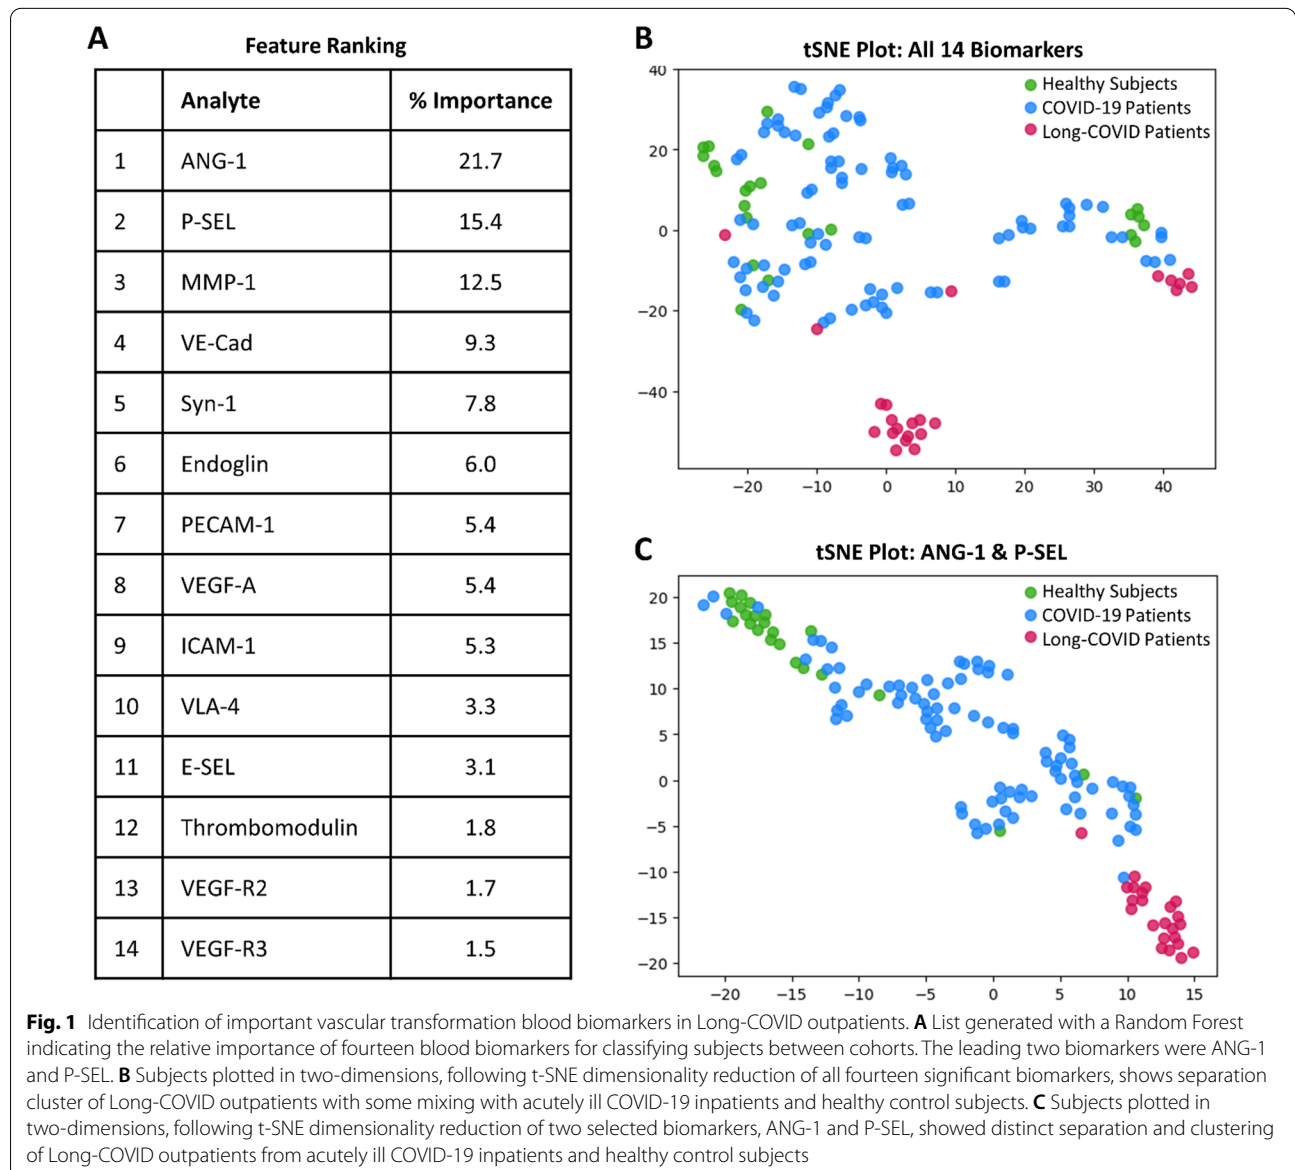 A
Feature Ranking
Analyte % Importance
1 ANG-1 21.7
2 P-SEL 15.4
3 MMP-1 12.5
4 VE-Cad 9.3
5 Syn-1 7.8
6 Endoglin 6.0
7 PECAM-1 5.4
8 VEGF-A 5.4
9 ICAM-1 5.3
10 VLA-4 3.3
11 E-SEL 3.1
12 Thrombomodulin 1.8
13 VEGF-R2 1.7
14 VEGF-R3 1.5
B
tSNE Plot: All 14 Biomarkers
Healthy Subjects
COVID-19 Patients
Long-COVID Patients
40
20
0
−20
−40
−20 −10 0 10 20 30 40
C
tSNE Plot: ANG-1 & P-SEL
Healthy Subjects
COVID-19 Patients
Long-COVID Patients
20
15
10
5
0
−5
−10
−15
−20
−20 −15 −10 −5 0 5 10 15
Fig. 1 Identification of important vascular transformation blood biomarkers in Long-COVID outpatients. A List generated with a Random Forest
indicating the relative importance of fourteen blood biomarkers for classifying subjects between cohorts. The leading two biomarkers were ANG-1
and P-SEL. B Subjects plotted in two-dimensions, following t-SNE dimensionality reduction of all fourteen significant biomarkers, shows separation
cluster of Long-COVID outpatients with some mixing with acutely ill COVID-19 inpatients and healthy control subjects. C Subjects plotted in
two-dimensions, following t-SNE dimensionality reduction of two selected biomarkers, ANG-1 and P-SEL, showed distinct separation and clustering
of Long-COVID outpatients from acutely ill COVID-19 inpatients and healthy control subjects